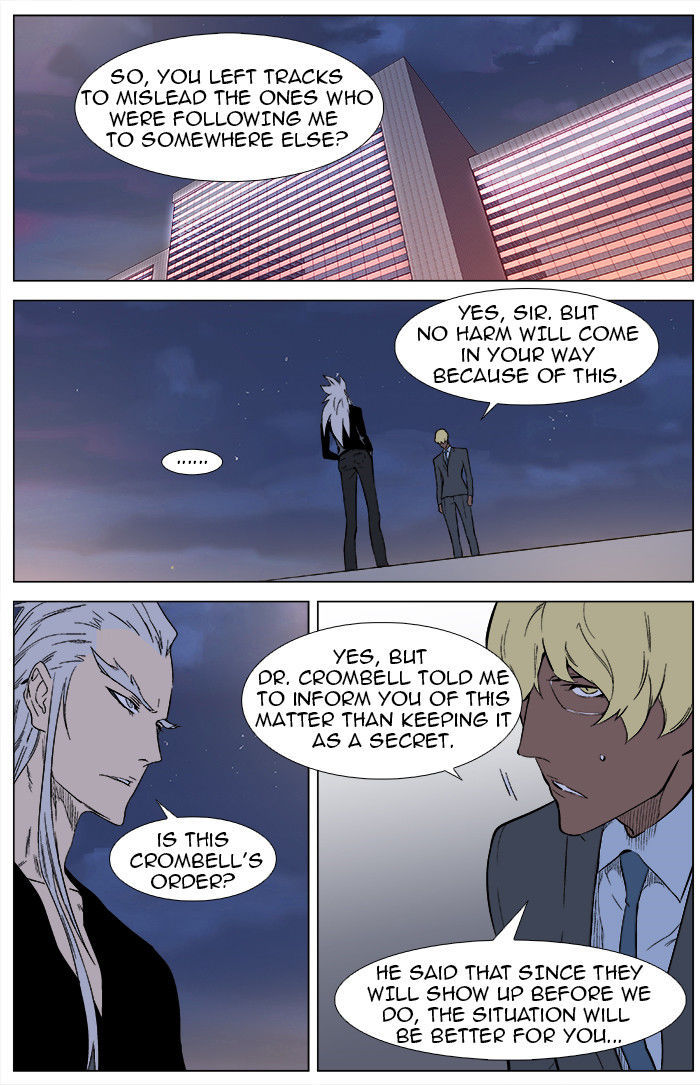 SO, YOU LEFT TRACKS
TO MISLEAD THE ONES WHO
WERE FOLLOWING ME
TO SOMEWHERE ELSE?
YES, SIR. BUT
NO HARM WILL COME
IN YOUR WAY
BECAUSE OF THIS.
......
IS THIS
CROMBELL'S
ORDER?
YES, BUT
DR. CROMBELL TOLD ME
TO INFORM YOU OF THIS
MATTER THAN KEEPING IT
AS A SECRET.
HE SAID THAT SINCE THEY
WILL SHOW UP BEFORE WE
DO, THE SITUATION WILL
BE BETTER FOR YOU...